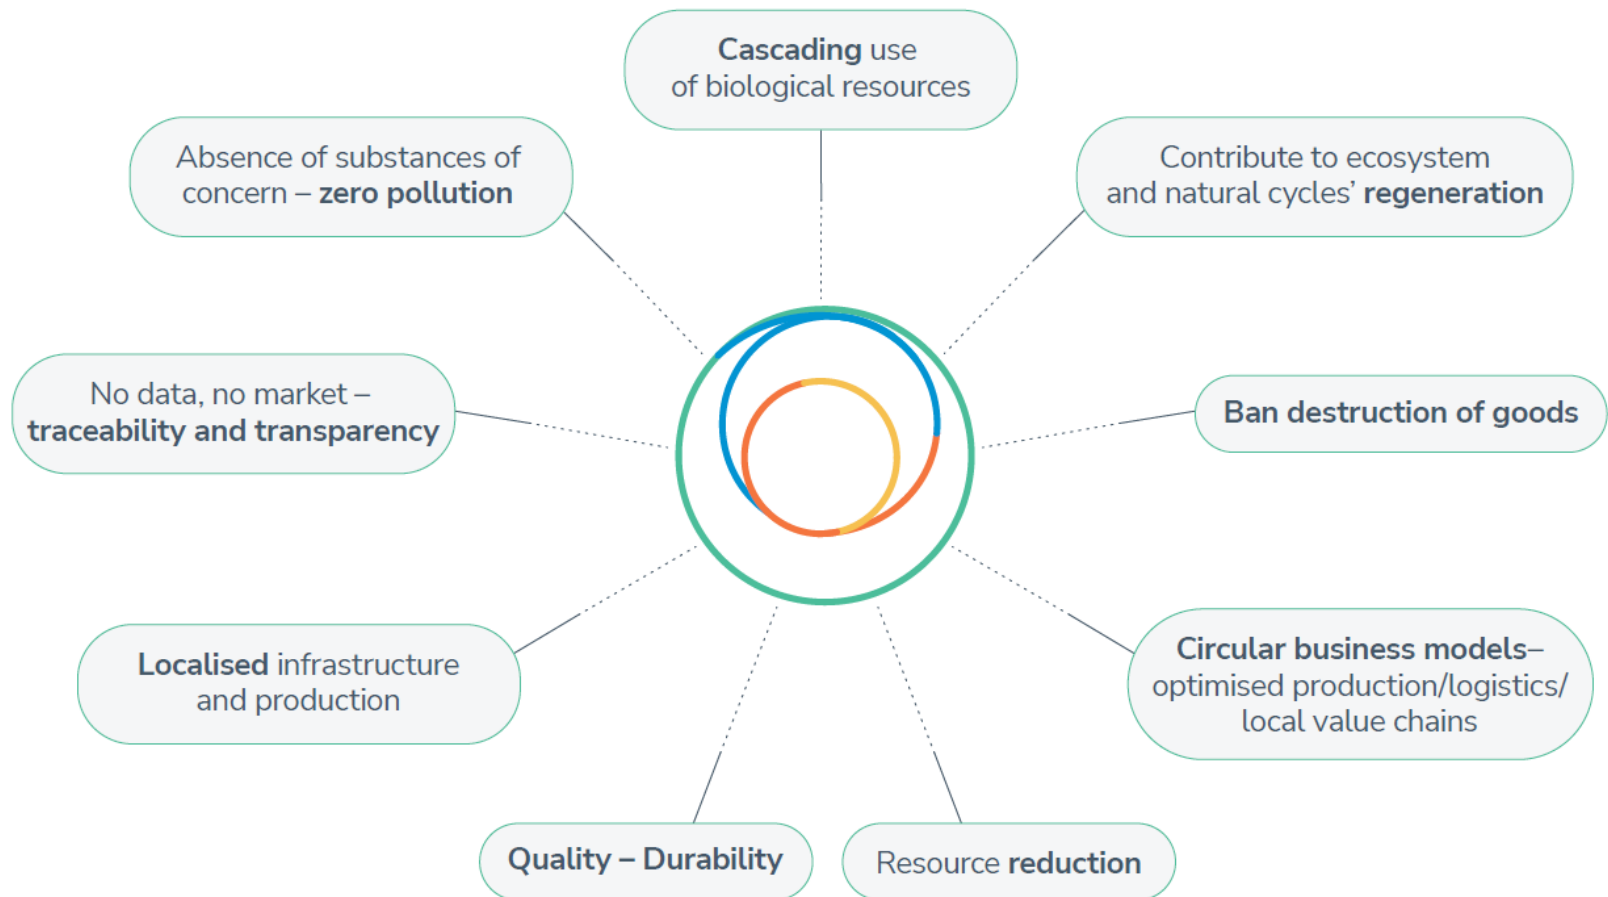 Cascading use
of biological resources
Absence of substances of
concern – zero pollution
Contribute to ecosystem
and natural cycles’ regeneration
No data, no market –
traceability and transparency
Ban destruction of goods
Localised infrastructure
and production
Circular business models–
optimised production/logistics/
local value chains
Quality – Durability
Resource reduction